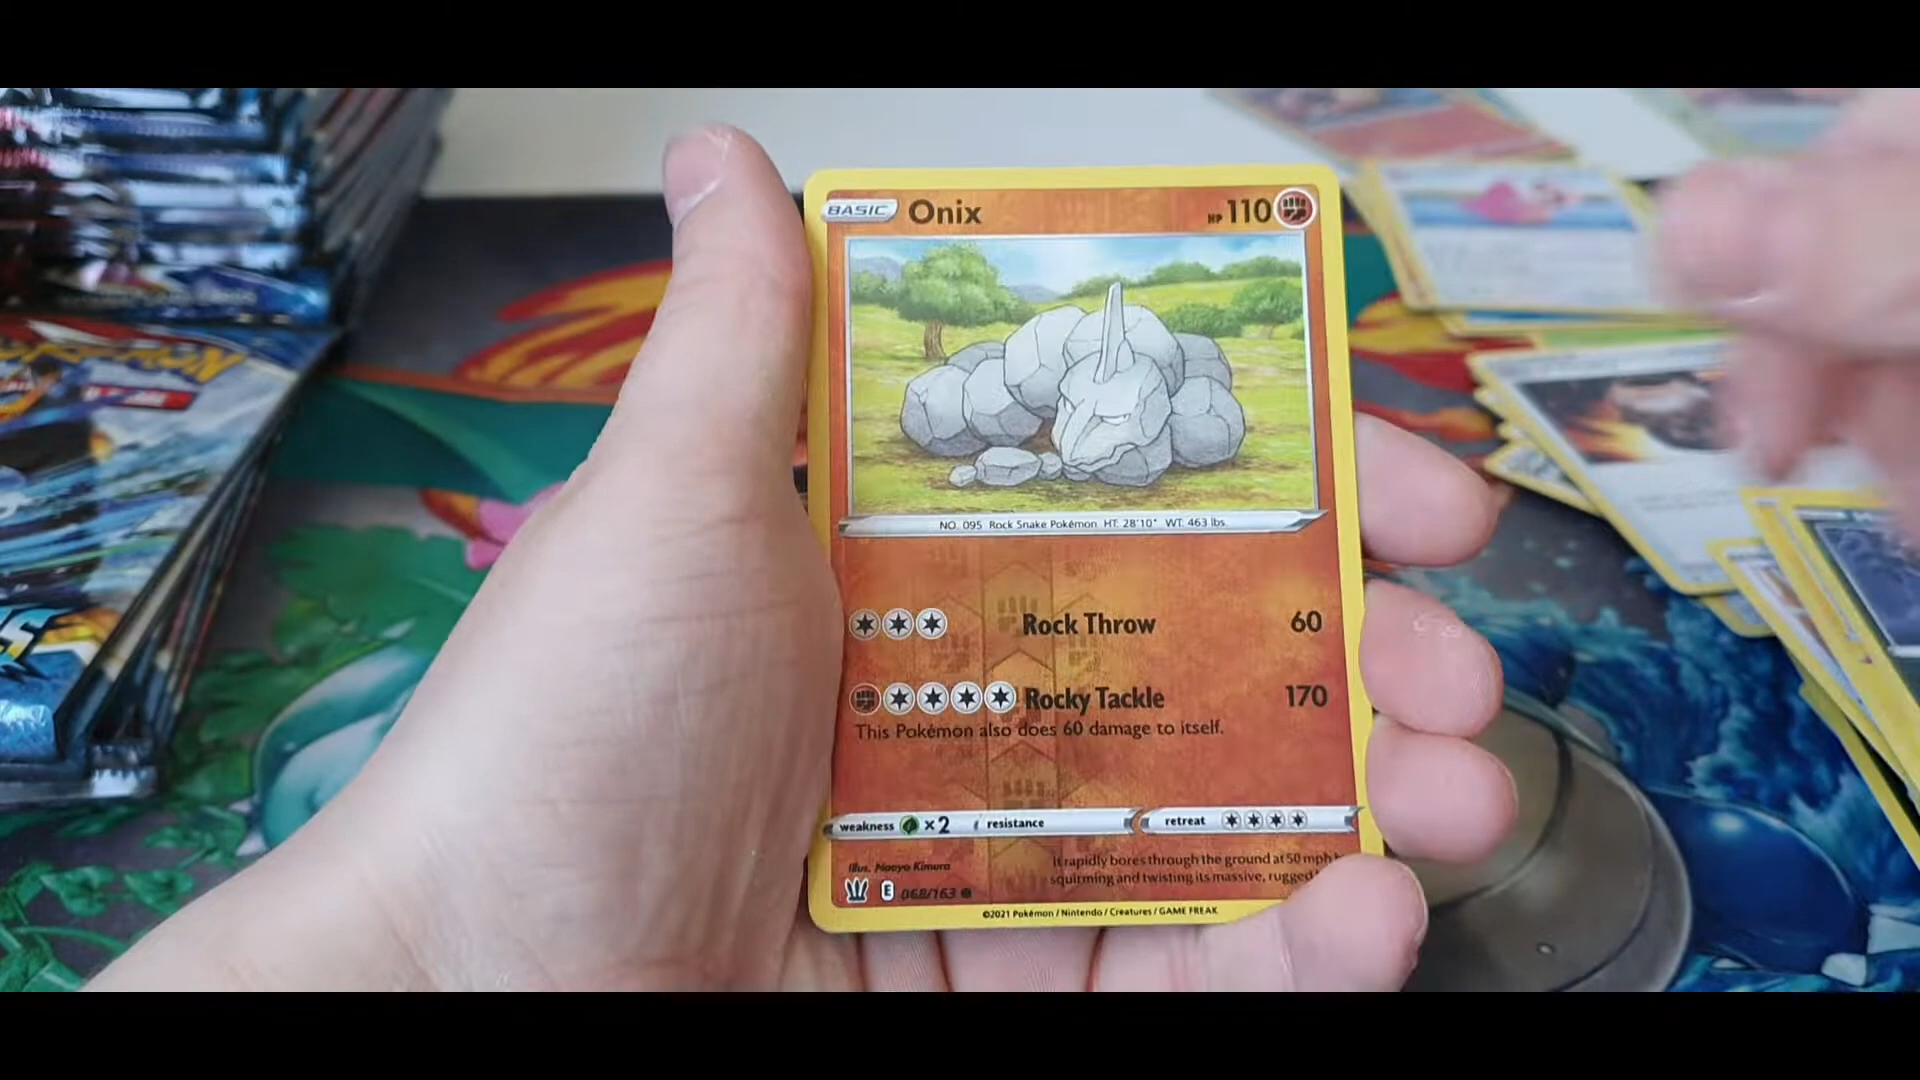 BASIC Onix HP 110
NO. 095 Rock Snake Pokémon HT: 28'10" WT: 463 lbs.
Rock Throw 60
Rocky Tackle 170
This Pokémon also does 60 damage to itself.
weakness ×2 resistance retreat
Illus. Naoyo Kimura
It rapidly bores through the ground at 50 mph
squirming and twisting its massive, rugged
E 068/163
©2021 Pokémon / Nintendo / Creatures / GAME FREAK